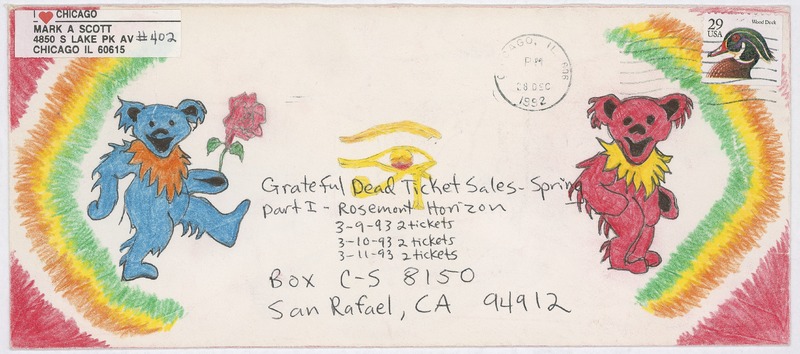 I ❤ CHICAGO
MARK A SCOTT
4850 S LAKE PK AV #402
CHICAGO IL 60615
CHICAGO, IL 606
PM
28 DEC
1992
29
USA
Wood Duck
Grateful Dead Ticket Sales - Spring
Part I - Rosemont Horizon
3-9-93 2 tickets
3-10-93 2 tickets
3-11-93 2 tickets
Box C-S 8150
San Rafael, CA 94912